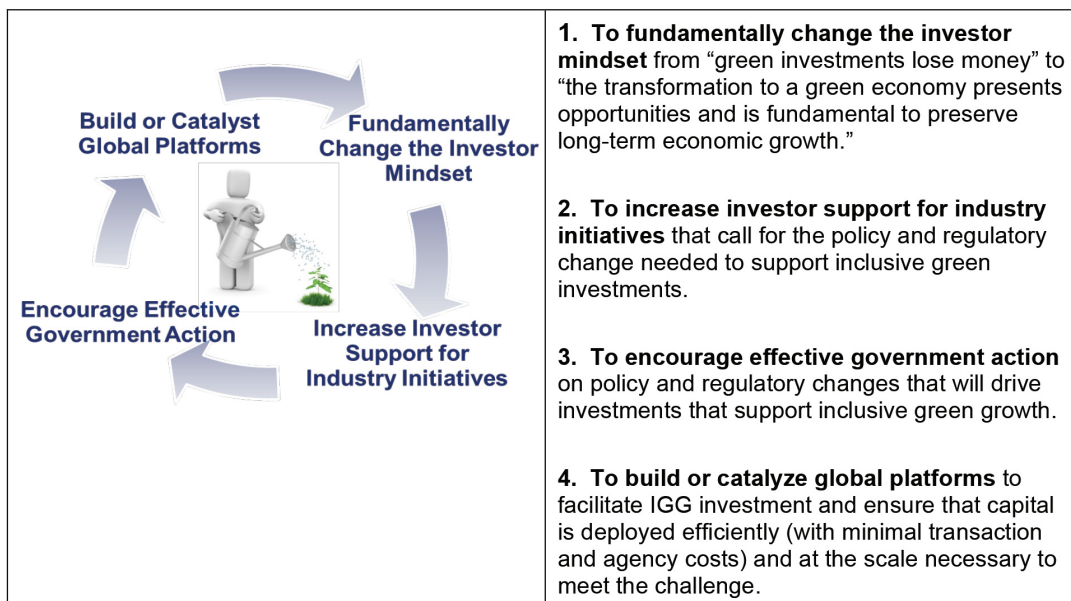 Build or Catalyst
Global Platforms
Fundamentally
Change the Investor
Mindset
Increase Investor
Support for
Industry Initiatives
Encourage Effective
Government Action
1. To fundamentally change the investor
mindset from “green investments lose money” to
“the transformation to a green economy presents
opportunities and is fundamental to preserve
long-term economic growth.”
2. To increase investor support for industry
initiatives that call for the policy and regulatory
change needed to support inclusive green
investments.
3. To encourage effective government action
on policy and regulatory changes that will drive
investments that support inclusive green growth.
4. To build or catalyze global platforms to
facilitate IGG investment and ensure that capital
is deployed efficiently (with minimal transaction
and agency costs) and at the scale necessary to
meet the challenge.